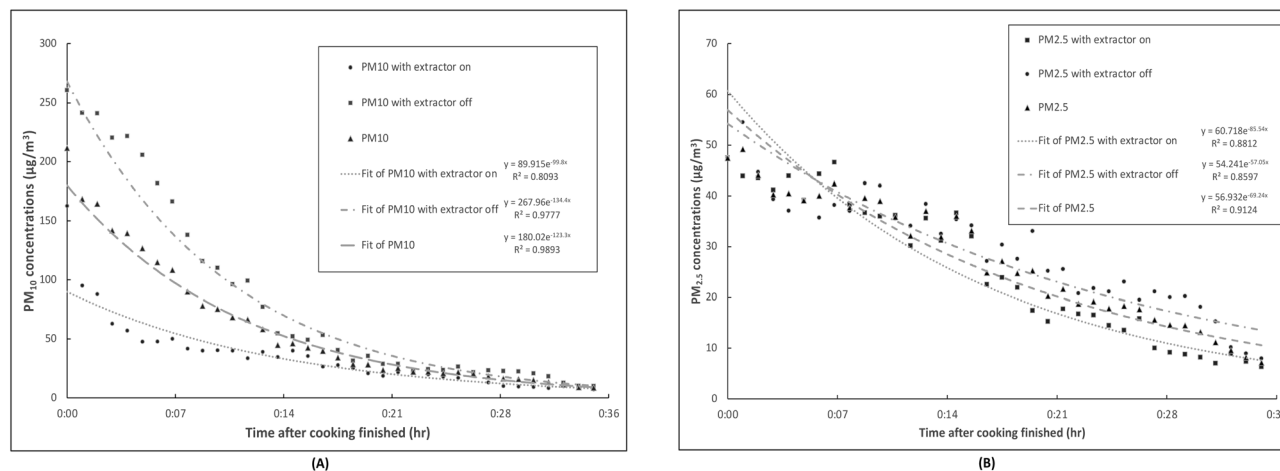 300
250
200
150
100
50
0
PM10 concentrations (µg/m³)
0:00 0:07 0:14 0:21 0:28 0:36
Time after cooking finished (hr)
PM10 with extractor on
PM10 with extractor off
PM10
Fit of PM10 with extractor on
y = 89.915e-99.8x
R² = 0.8093
Fit of PM10 with extractor off
y = 267.96e-134.4x
R² = 0.9777
Fit of PM10
y = 180.02e-123.3x
R² = 0.9893
(A)
70
60
50
40
30
20
10
0
PM2.5 concentrations (µg/m³)
0:00 0:07 0:14 0:21 0:28 0:3
Time after cooking finished (hr)
PM2.5 with extractor on
PM2.5 with extractor off
PM2.5
Fit of PM2.5 with extractor on
y = 60.718e-85.54x
R² = 0.8812
Fit of PM2.5 with extractor off
y = 54.241e-57.05x
R² = 0.8597
Fit of PM2.5
y = 56.932e-69.24x
R² = 0.9124
(B)